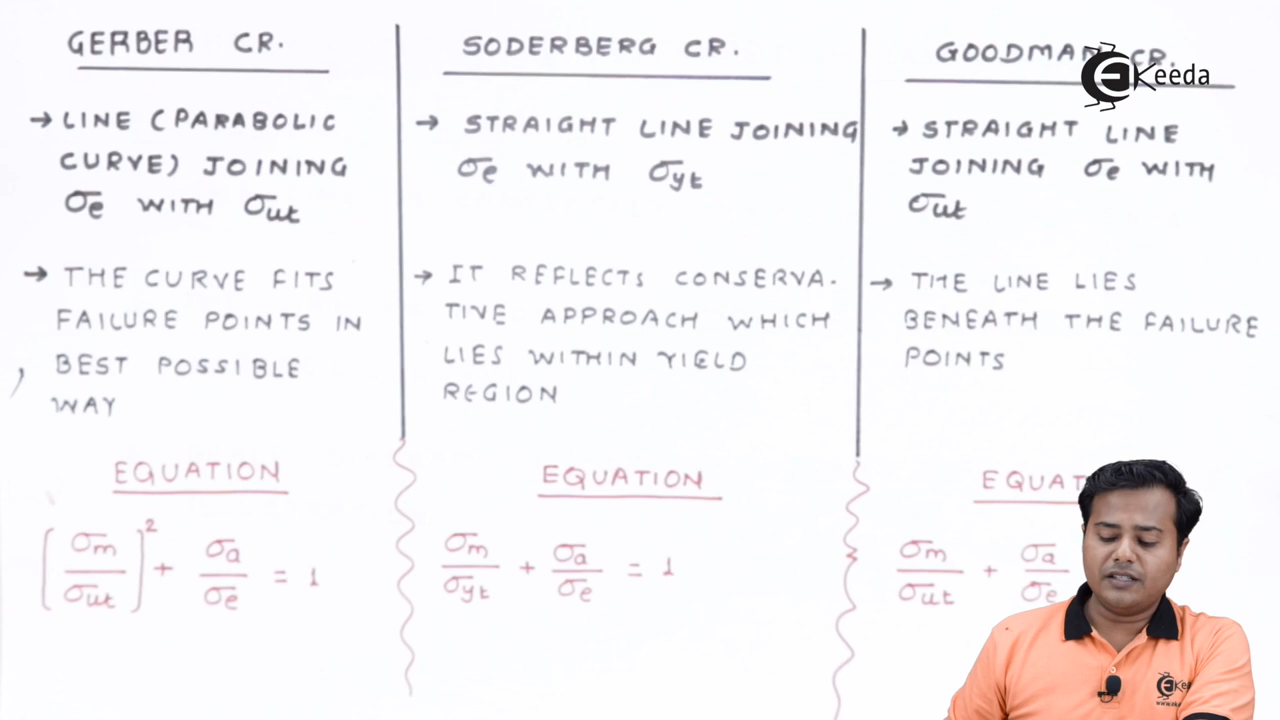 GERBER CR.
→ LINE (PARABOLIC
CURVE) JOINING
σe WITH σut
→ THE CURVE FITS
FAILURE POINTS IN
BEST POSSIBLE
WAY
EQUATION
[σm/σut]² + σa/σe = 1
SODERBERG CR.
→ STRAIGHT LINE JOINING
σe WITH σyt
→ IT REFLECTS CONSERVA.
TIVE APPROACH WHICH
LIES WITHIN YIELD
REGION
EQUATION
σm/σyt + σa/σe = 1
GOODMAN CR.
→ STRAIGHT LINE
JOINING σe WITH
σut
→ THE LINE LIES
BENEATH THE FAILURE
POINTS
EQUAT
σm/σut + σa/σe
eKeeda